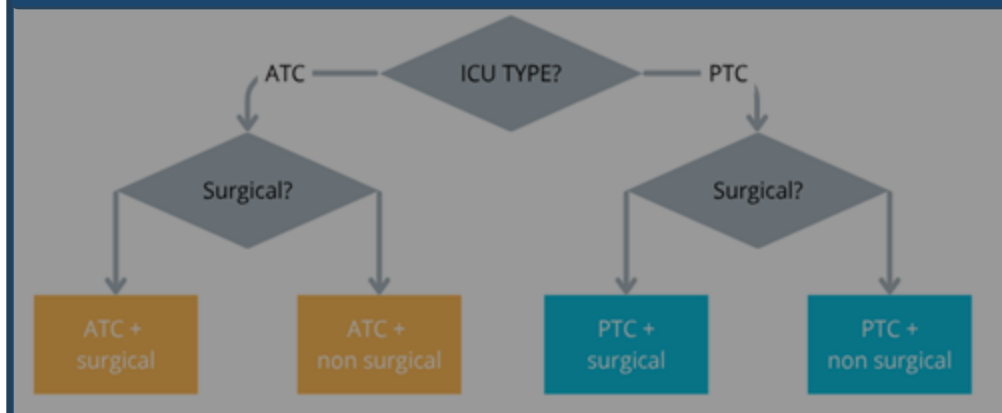 ATC
ICU TYPE?
PTC
Surgical?
Surgical?
ATC +
surgical
ATC +
non surgical
PTC +
surgical
PTC +
non surgical